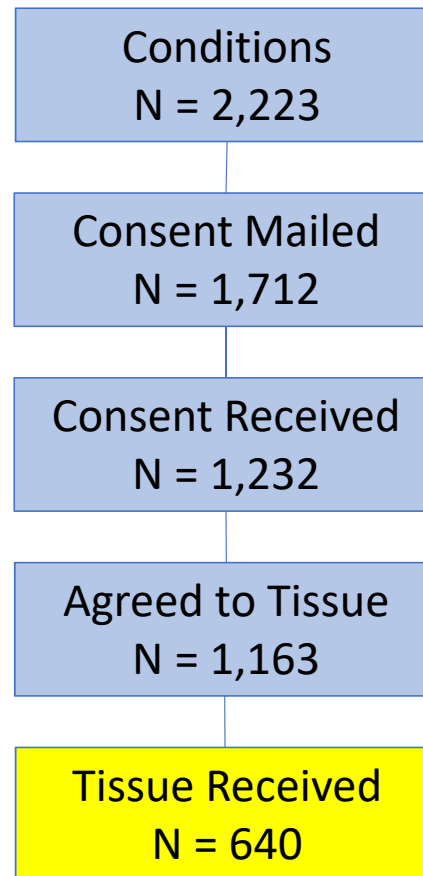 Conditions
N = 2,223
Consent Mailed
N = 1,712
Consent Received
N = 1,232
Agreed to Tissue
N = 1,163
Tissue Received
N = 640